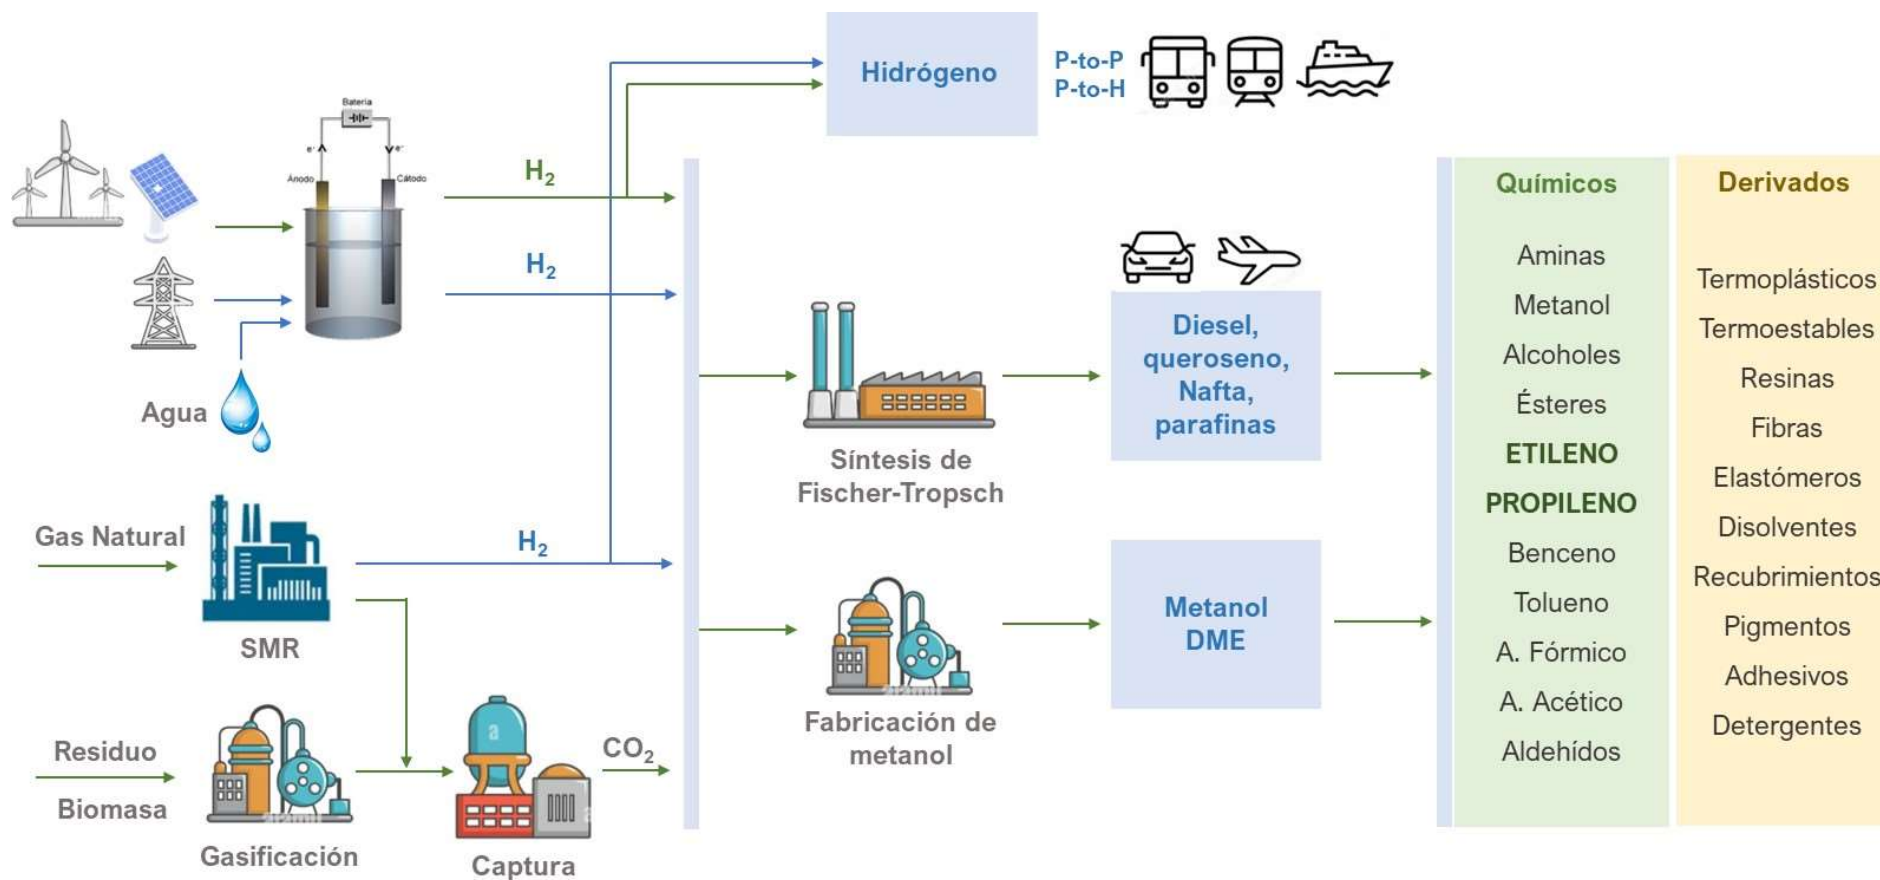 Hidrógeno
P-to-P
P-to-H
Batería
e-
e-
Ánodo
Cátodo
H₂
H₂
Agua
Gas Natural
SMR
H₂
Residuo
Biomasa
Gasificación
Captura
CO₂
Síntesis de
Fischer-Tropsch
Diesel,
queroseno,
Nafta,
parafinas
Fabricación de
metanol
Metanol
DME
Químicos
Aminas
Metanol
Alcoholes
Ésteres
ETILENO
PROPILENO
Benceno
Tolueno
A. Fórmico
A. Acético
Aldehídos
Derivados
Termoplásticos
Termoestables
Resinas
Fibras
Elastómeros
Disolventes
Recubrimientos
Pigmentos
Adhesivos
Detergentes